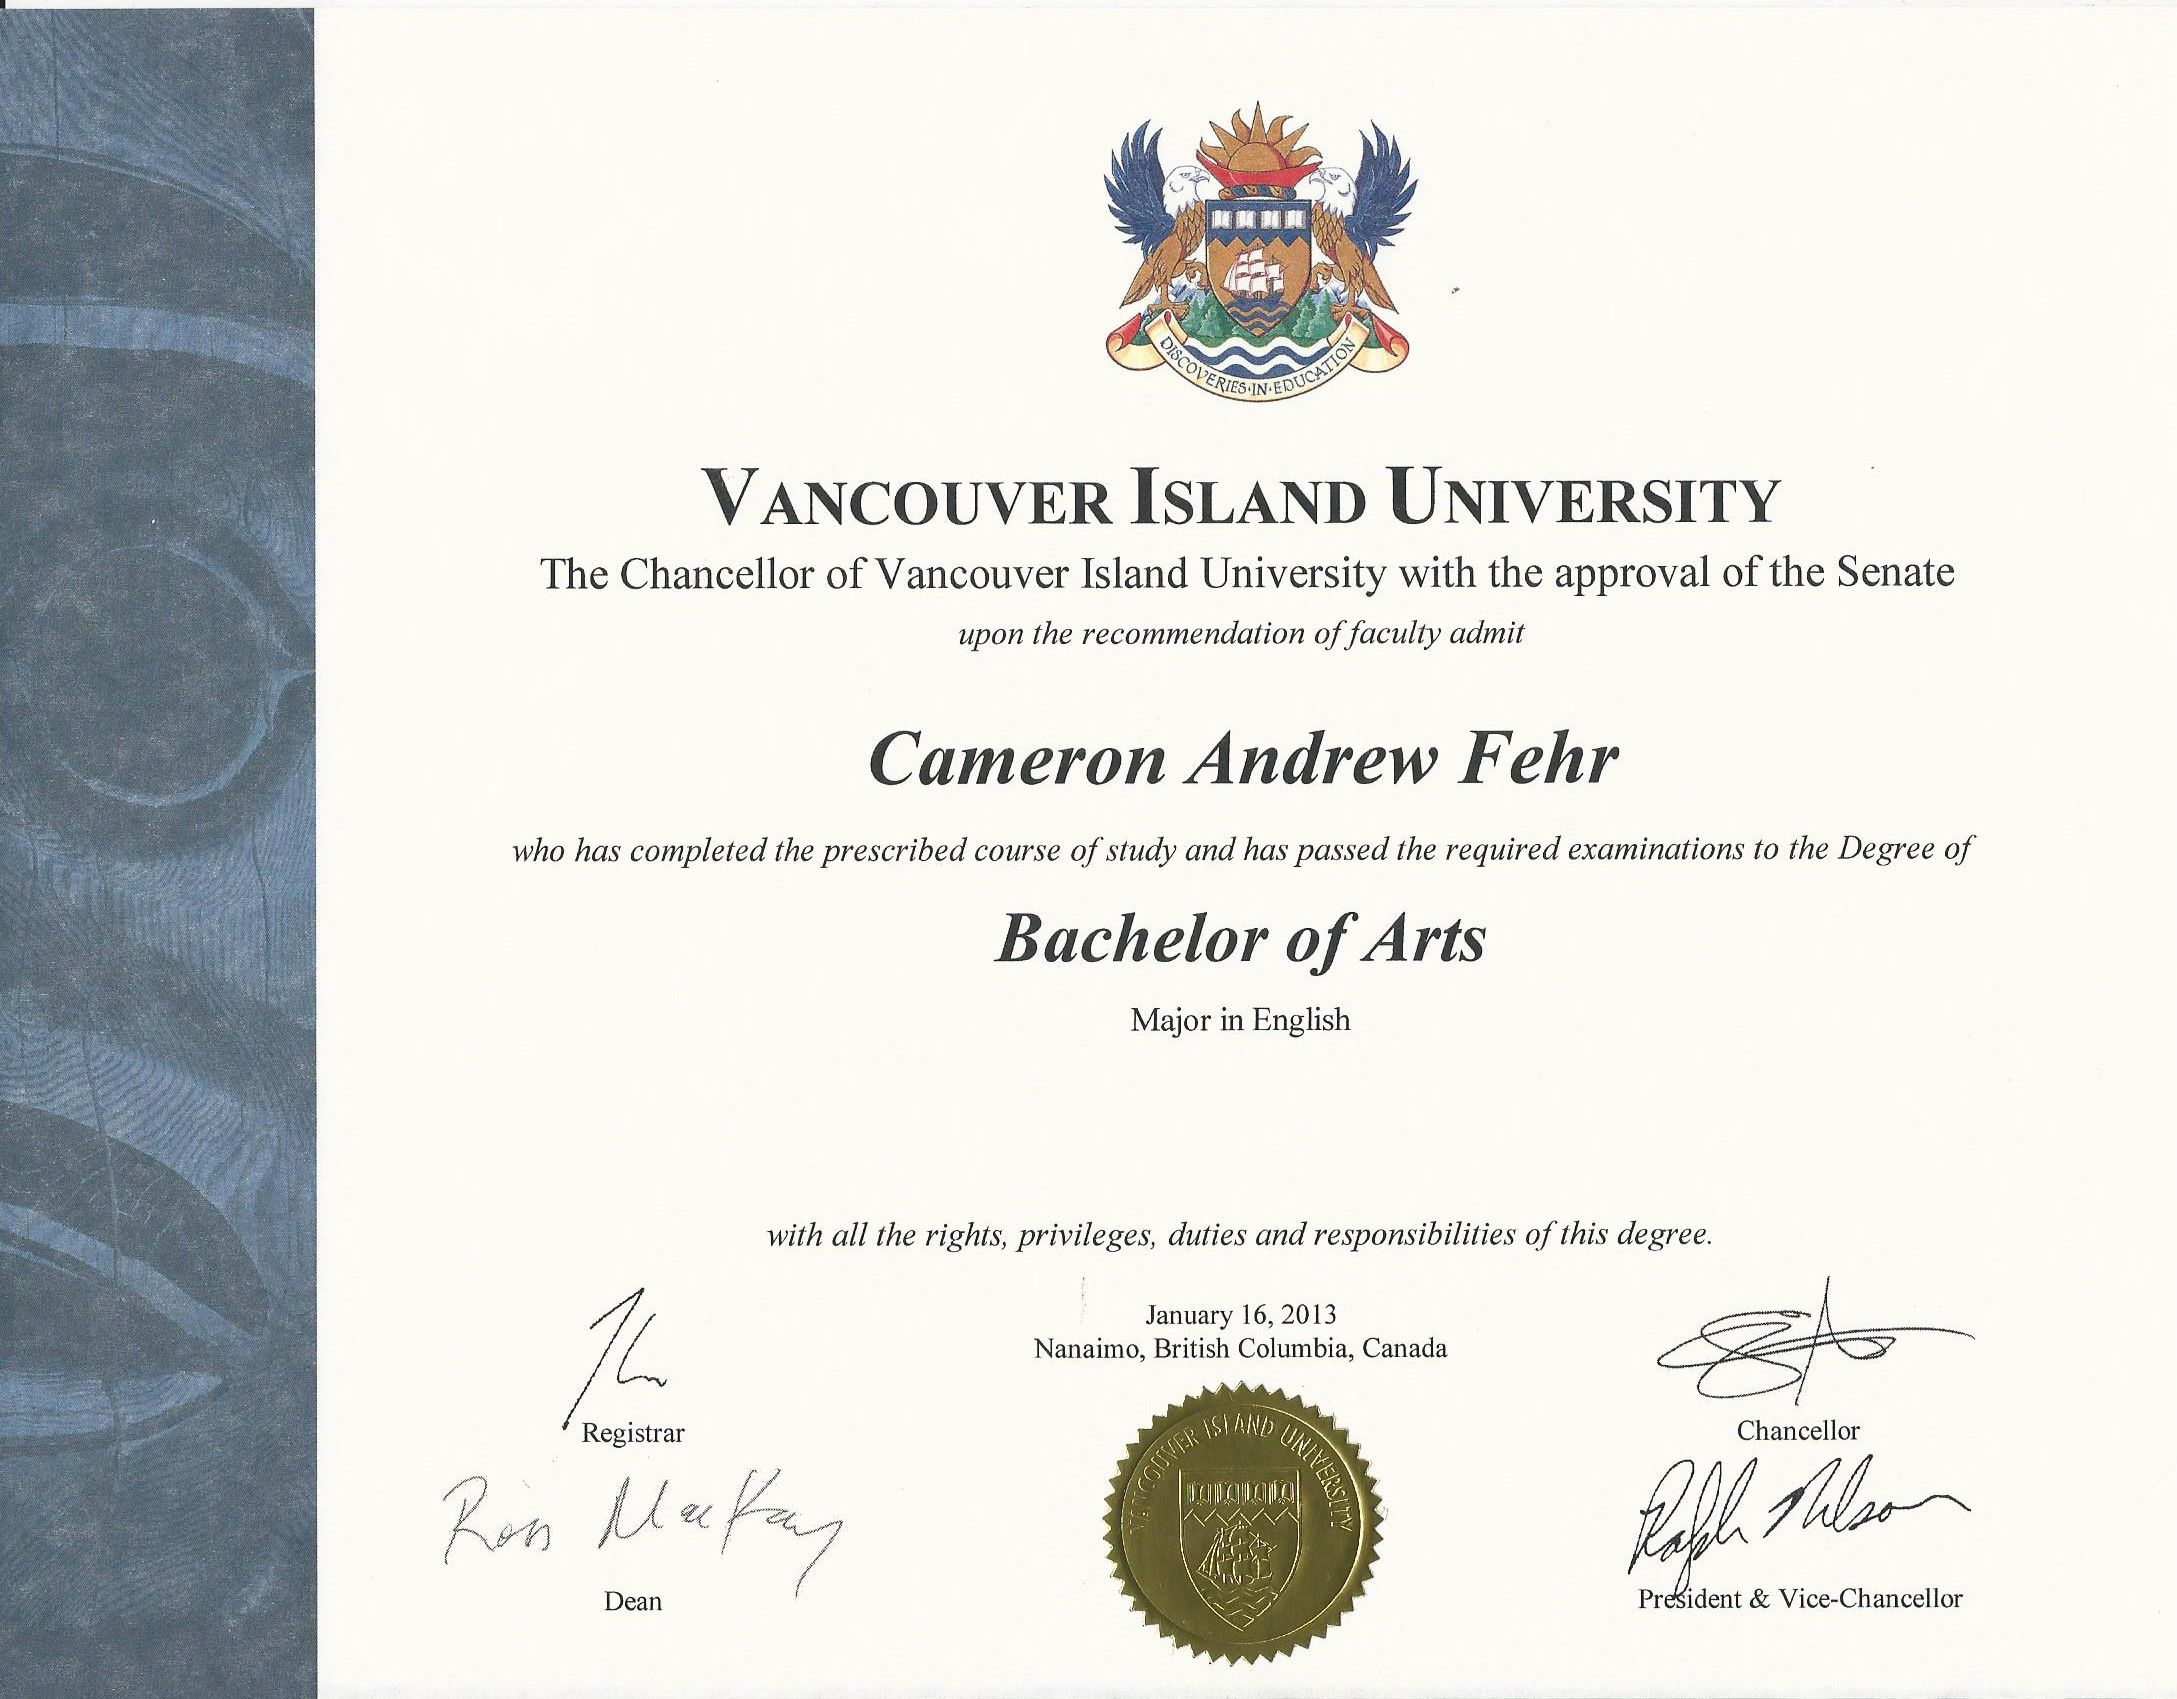 DISCOVERIES·IN·EDUCATION
VANCOUVER ISLAND UNIVERSITY
The Chancellor of Vancouver Island University with the approval of the Senate
upon the recommendation of faculty admit
Cameron Andrew Fehr
who has completed the prescribed course of study and has passed the required examinations to the Degree of
Bachelor of Arts
Major in English
with all the rights, privileges, duties and responsibilities of this degree.
January 16, 2013
Nanaimo, British Columbia, Canada
Registrar
Chancellor
Ross MacKay
Ralph Nilson
Dean
President & Vice-Chancellor
VANCOUVER ISLAND UNIVERSITY